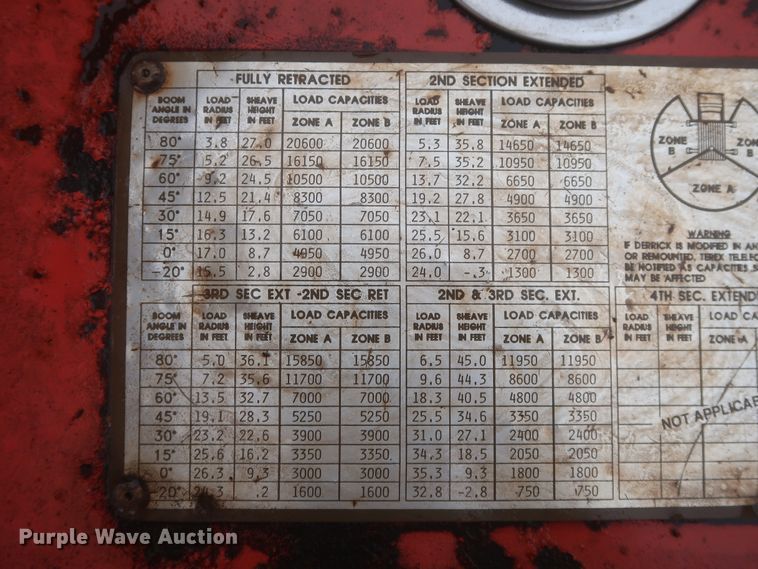 FULLY RETRACTED
BOOM ANGLE IN DEGREES LOAD RADIUS IN FEET SHEAVE HEIGHT IN FEET LOAD CAPACITIES ZONE A ZONE B
80° 3.8 27.0 20600 20600
75° 5.2 26.5 16150 16150
60° 9.2 24.5 10500 10500
45° 12.5 21.4 8300 8300
30° 14.9 17.6 7050 7050
15° 16.3 13.2 6100 6100
0° 17.0 8.7 4950 4950
-20° 15.5 2.8 2900 2900
2ND SECTION EXTENDED
LOAD RADIUS IN FEET SHEAVE HEIGHT IN FEET LOAD CAPACITIES ZONE A ZONE B
5.3 35.8 14650 14650
7.5 35.2 10950 10950
13.7 32.2 6650 6650
19.2 27.8 4900 4900
23.1 22.1 3650 3650
25.5 15.6 3100 3100
26.0 8.7 2700 2700
24.0 -.3 1300 1300
ZONE B
ZONE B
ZONE A
WARNING
IF DERRICK IS MODIFIED IN
OR REMOUNTED, TEREX
BE NOTIFIED AS CAPACITIES
MAY BE AFFECTED
3RD SEC EXT -2ND SEC RET
BOOM ANGLE IN DEGREES LOAD RADIUS IN FEET SHEAVE HEIGHT IN FEET LOAD CAPACITIES ZONE A ZONE B
80° 5.0 36.1 15850 15850
75° 7.2 35.6 11700 11700
60° 13.5 32.7 7000 7000
45° 19.1 28.3 5250 5250
30° 23.2 22.6 3900 3900
15° 25.6 16.2 3350 3350
0° 26.3 9.3 3000 3000
-20° 24.3 .2 1600 1600
2ND & 3RD SEC. EXT.
LOAD RADIUS IN FEET SHEAVE HEIGHT IN FEET LOAD CAPACITIES ZONE A ZONE B
6.5 45.0 11950 11950
9.6 44.3 8600 8600
18.3 40.5 4800 4800
25.5 34.6 3350 3350
31.0 27.1 2400 2400
34.3 18.5 2050 2050
35.3 9.3 1800 1800
32.8 -2.8 750 750
4TH SEC. EXTEND
LOAD RADIUS IN FEET SHEAVE HEIGHT IN FEET LOAD CA ZONE A
NOT APPLICA
Purple Wave Auction